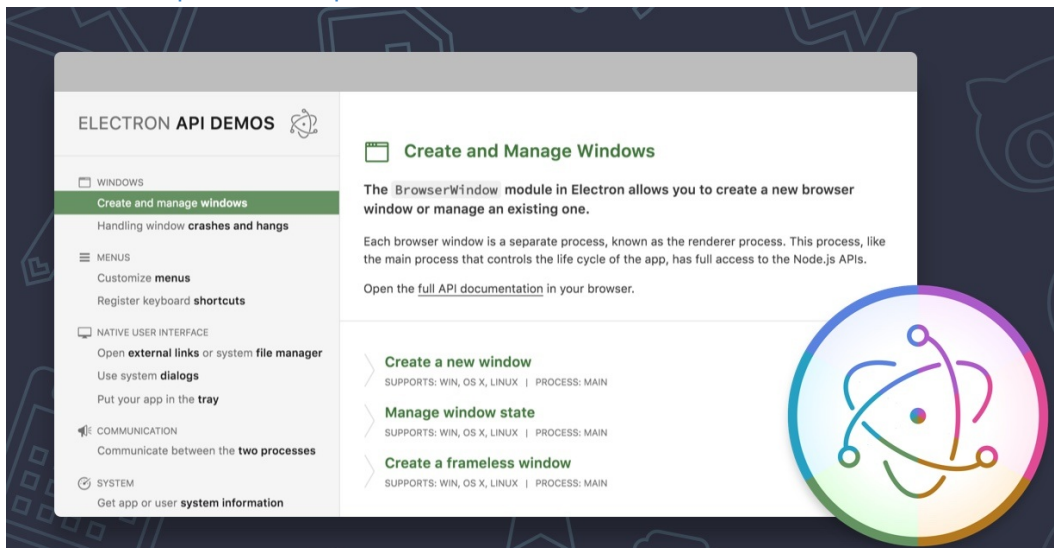 ELECTRON API DEMOS
WINDOWS
Create and manage windows
Handling window crashes and hangs
MENUS
Customize menus
Register keyboard shortcuts
NATIVE USER INTERFACE
Open external links or system file manager
Use system dialogs
Put your app in the tray
COMMUNICATION
Communicate between the two processes
SYSTEM
Get app or user system information
Create and Manage Windows
The BrowserWindow module in Electron allows you to create a new browser
window or manage an existing one.
Each browser window is a separate process, known as the renderer process. This process, like
the main process that controls the life cycle of the app, has full access to the Node.js APIs.
Open the full API documentation in your browser.
Create a new window
SUPPORTS: WIN, OS X, LINUX | PROCESS: MAIN
Manage window state
SUPPORTS: WIN, OS X, LINUX | PROCESS: MAIN
Create a frameless window
SUPPORTS: WIN, OS X, LINUX | PROCESS: MAIN